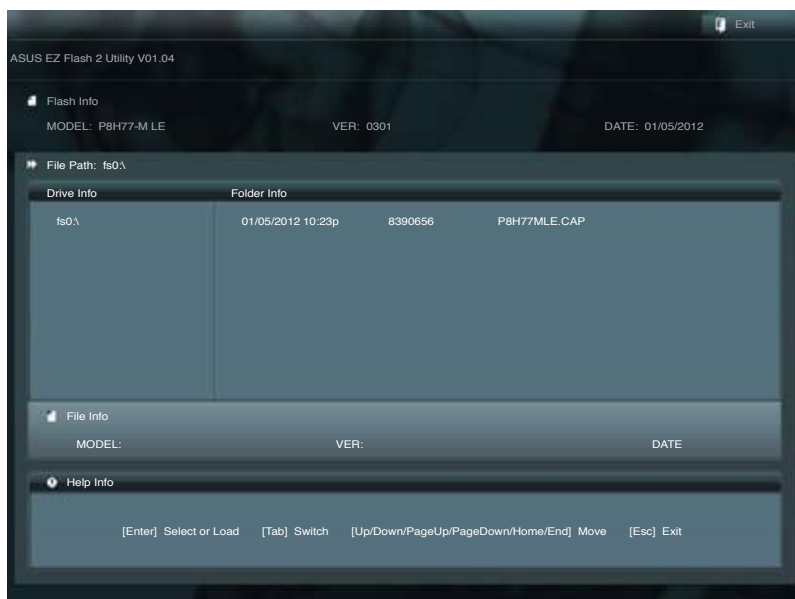 Exit
ASUS EZ Flash 2 Utility V01.04
Flash Info
MODEL: P8H77-M LE VER: 0301 DATE: 01/05/2012
File Path: fs0:\
Drive Info Folder Info
fs0:\ 01/05/2012 10:23p 8390656 P8H77MLE.CAP
File Info
MODEL: VER: DATE
Help Info
[Enter] Select or Load [Tab] Switch [Up/Down/PageUp/PageDown/Home/End] Move [Esc] Exit